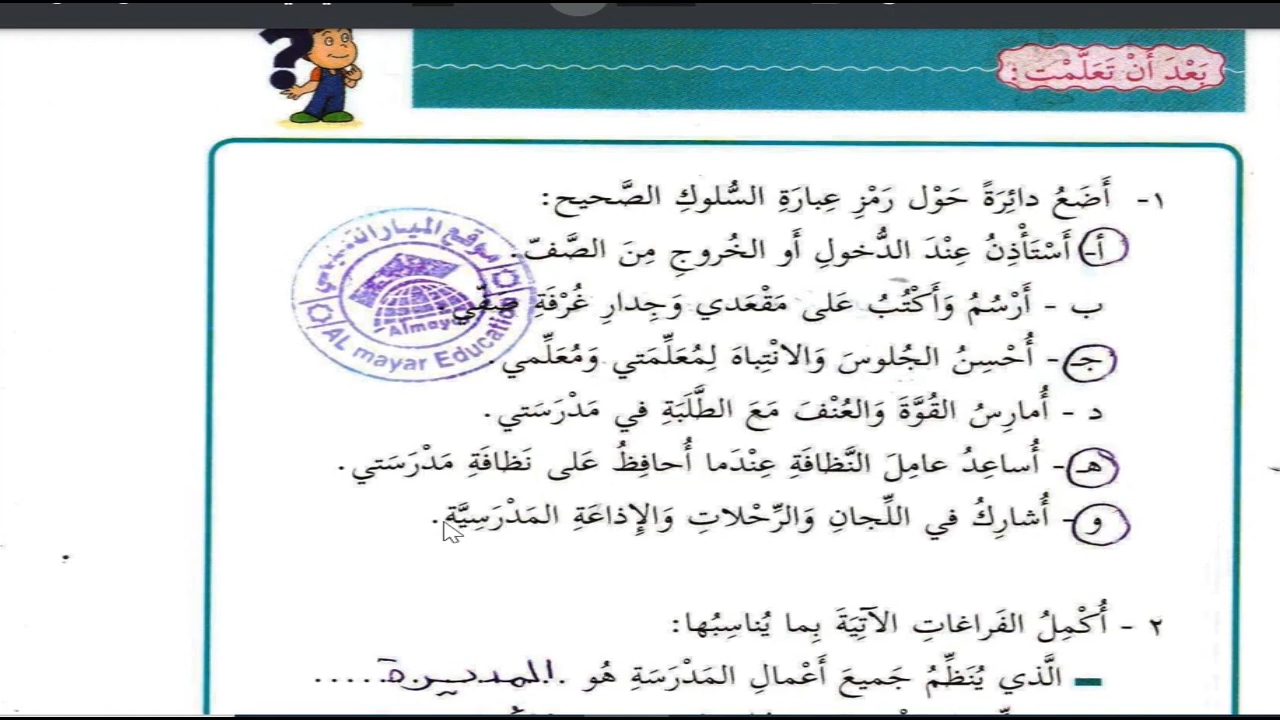 بَعْدَ أَنْ تَعَلَّمْت :
١- أَضَعُ دائِرَةً حَوْل رَمْزِ عِبارَةِ السُّلوكِ الصَّحيح:
أ- أَسْتَأْذِنُ عِنْدَ الدُّخولِ أَو الخُروجِ مِنَ الصَّفّ.
ب - أَرْسُمُ وَأَكْتُبُ عَلى مَقْعَدي وَجِدارِ غُرْفَةِ صَفّي.
جـ - أُحْسِنُ الجُلوسَ وَالانْتِباهَ لِمُعَلِّمَتي وَمُعَلِّمي.
د - أُمارِسُ القُوَّةَ وَالعُنْفَ مَعَ الطَّلَبَةِ في مَدْرَسَتي.
هـ - أُساعِدُ عامِلَ النَّظافَةِ عِنْدَما أُحافِظُ عَلى نَظافَةِ مَدْرَسَتي.
و - أُشارِكُ في اللِّجانِ وَالرِّحْلاتِ وَالإِذاعَةِ المَدْرَسِيَّةِ.
موقع الميار التعليمي
Almayar
AL mayar Education
٢ - أُكْمِلُ الفَراغاتِ الآتِيَةَ بِما يُناسِبُها:
الَّذي يُنَظِّمُ جَميعَ أَعْمالِ المَدْرَسَةِ هُو .المديرة.....